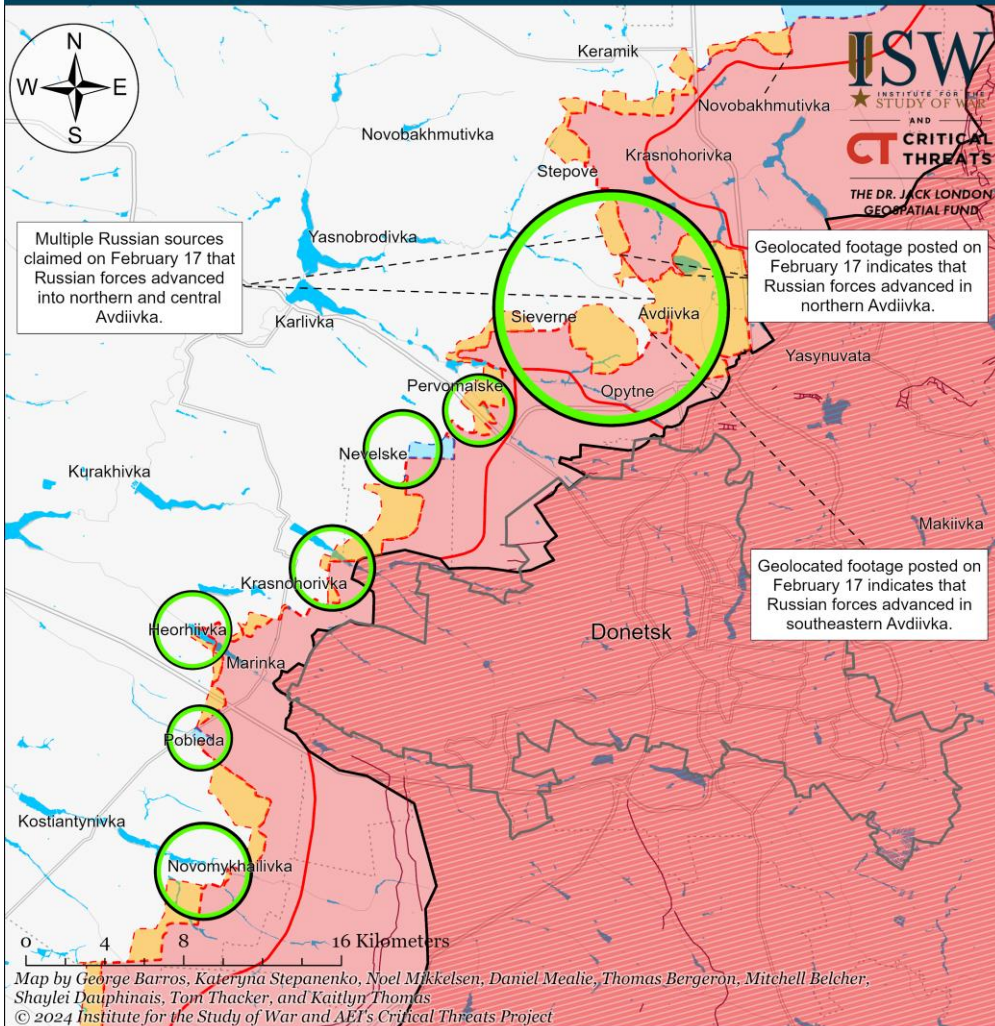 N
W
E
S
ISW
INSTITUTE FOR THE
STUDY OF WAR
AND
CT CRITICAL
THREATS
THE DR. JACK LONDON
GEOSPATIAL FUND
Keramik
Novobakhmutivka
Novobakhmutivka
Krasnohorivka
Stepove
Multiple Russian sources
claimed on February 17 that
Russian forces advanced
into northern and central
Avdiivka.
Yasnobrodivka
Geolocated footage posted on
February 17 indicates that
Russian forces advanced in
northern Avdiivka.
Karlivka
Sieverne
Avdiivka
Yasynuvata
Pervomaiske
Opytne
Nevelske
Kurakhivka
Makiivka
Krasnohorivka
Geolocated footage posted on
February 17 indicates that
Russian forces advanced in
southeastern Avdiivka.
Heorhiivka
Donetsk
Marinka
Pobieda
Kostiantynivka
Novomykhailivka
0 4 8 16 Kilometers
Map by George Barros, Kateryna Stepanenko, Noel Mikkelsen, Daniel Mealie, Thomas Bergeron, Mitchell Belcher,
Shaylei Dauphinais, Tom Thacker, and Kaitlyn Thomas
© 2024 Institute for the Study of War and AEI's Critical Threats Project